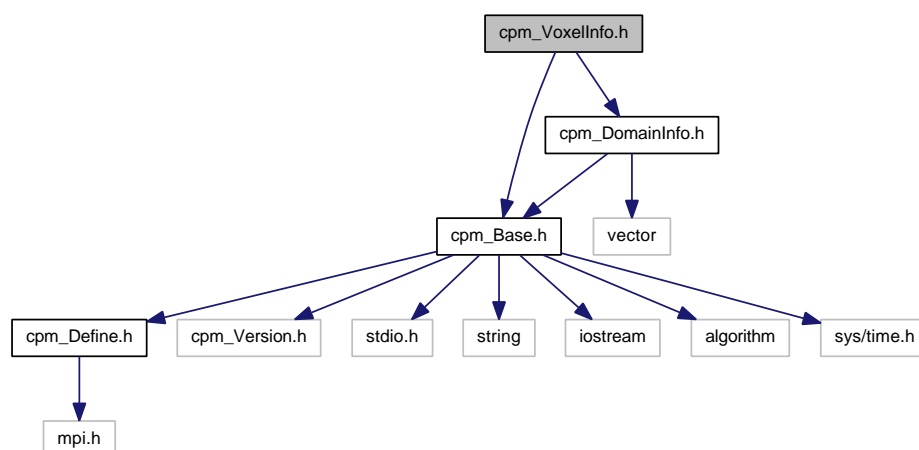 cpm_VoxelInfo.h
cpm_DomainInfo.h
cpm_Base.h
vector
cpm_Define.h
cpm_Version.h
stdio.h
string
iostream
algorithm
sys/time.h
mpi.h